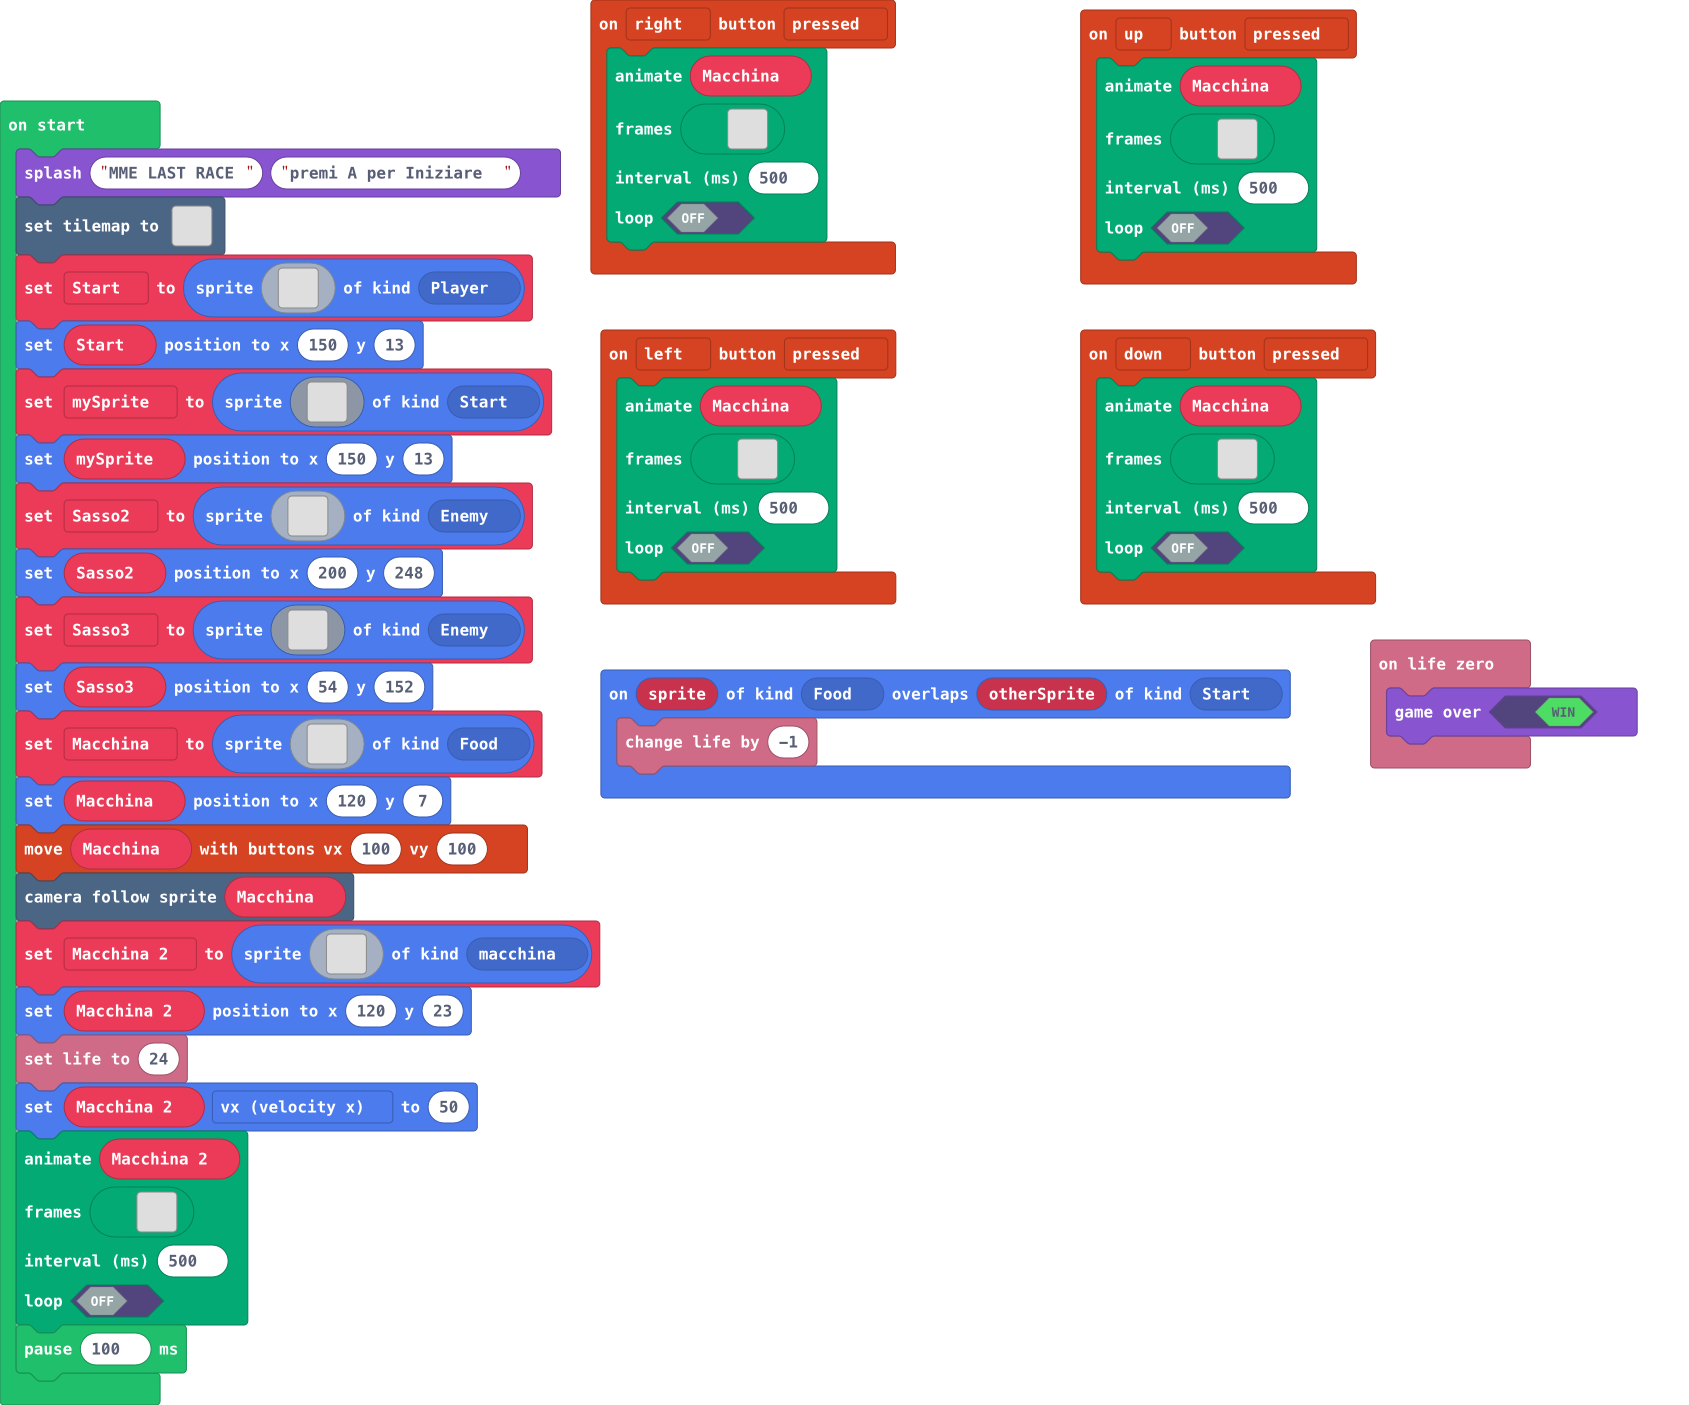 on start
splash "MME LAST RACE " "premi A per Iniziare "
set tilemap to
set Start to sprite of kind Player
set Start position to x 150 y 13
set mySprite to sprite of kind Start
set mySprite position to x 150 y 13
set Sasso2 to sprite of kind Enemy
set Sasso2 position to x 200 y 248
set Sasso3 to sprite of kind Enemy
set Sasso3 position to x 54 y 152
set Macchina to sprite of kind Food
set Macchina position to x 120 y 7
move Macchina with buttons vx 100 vy 100
camera follow sprite Macchina
set Macchina 2 to sprite of kind macchina
set Macchina 2 position to x 120 y 23
set life to 24
set Macchina 2 vx (velocity x) to 50
animate Macchina 2
frames
interval (ms) 500
loop OFF
pause 100 ms
on right button pressed
animate Macchina
frames
interval (ms) 500
loop OFF
on up button pressed
animate Macchina
frames
interval (ms) 500
loop OFF
on left button pressed
animate Macchina
frames
interval (ms) 500
loop OFF
on down button pressed
animate Macchina
frames
interval (ms) 500
loop OFF
on sprite of kind Food overlaps otherSprite of kind Start
change life by −1
on life zero
game over WIN